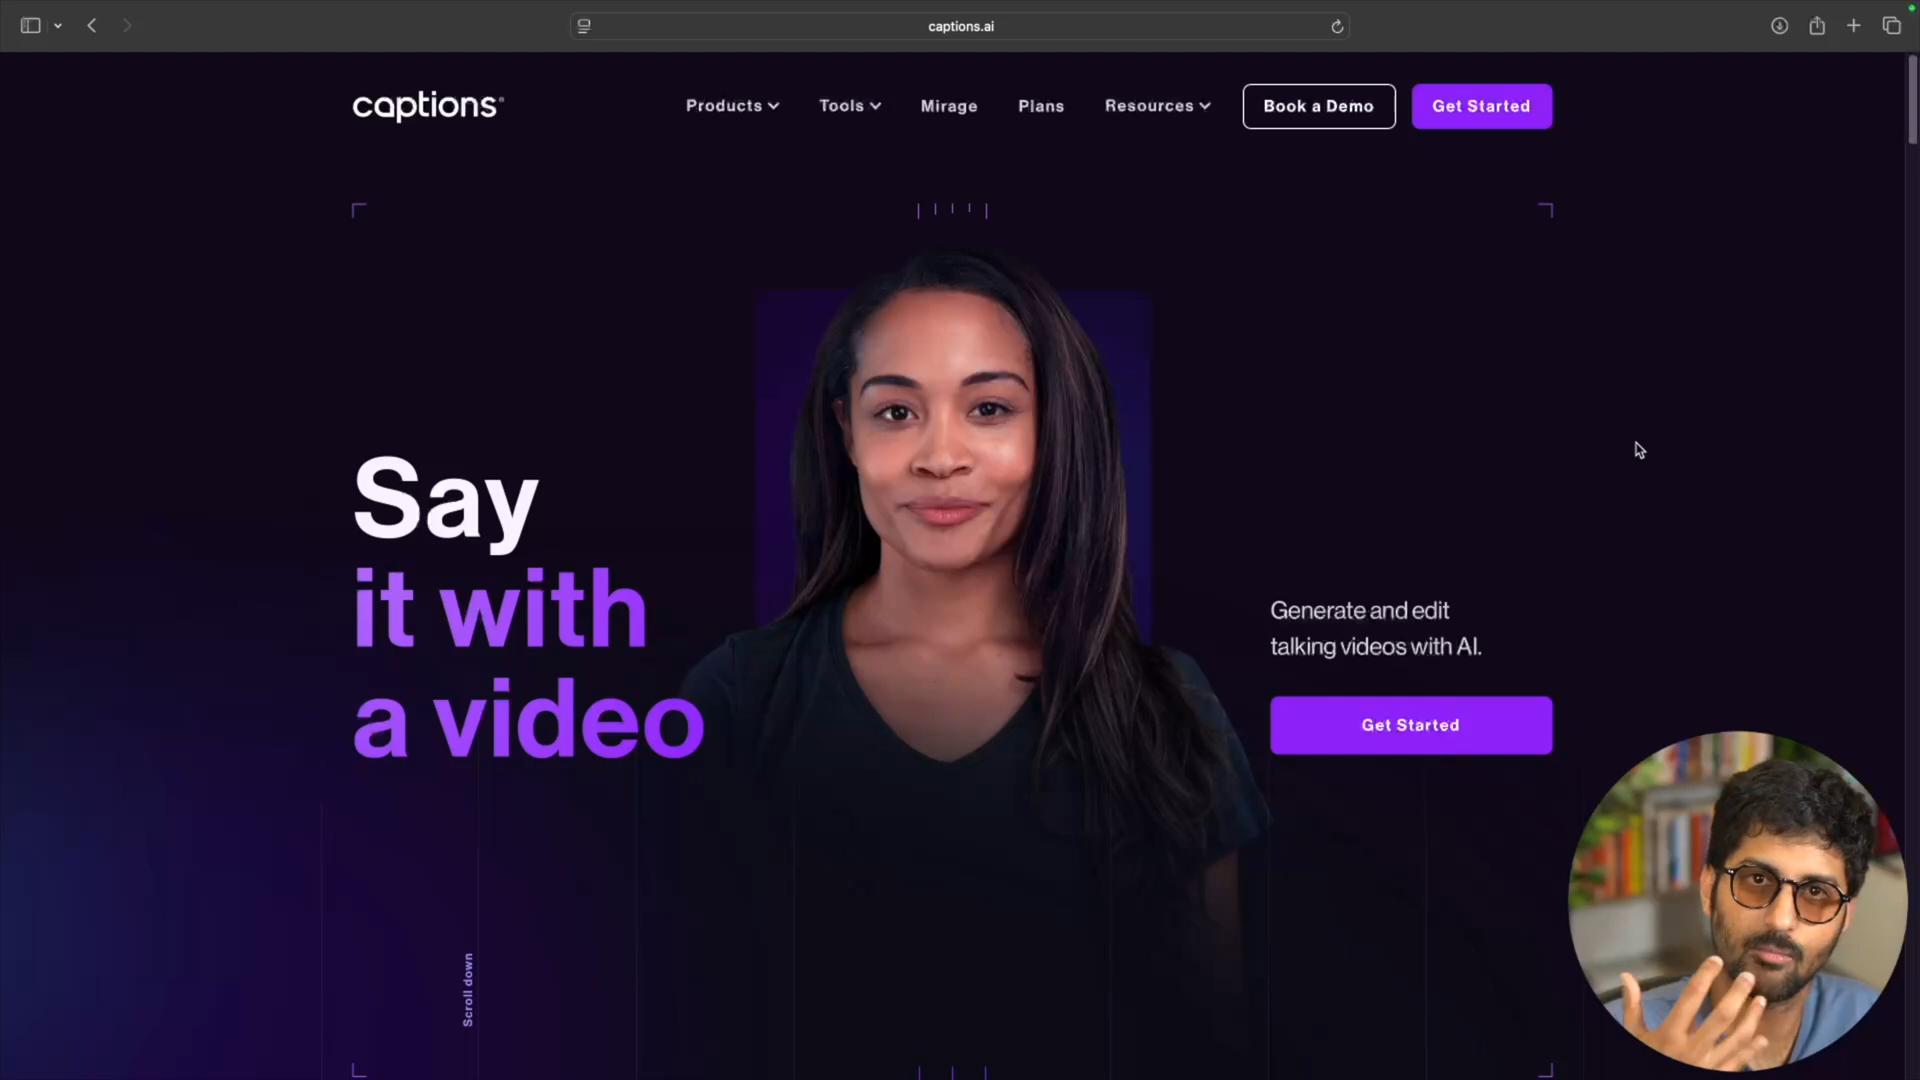 captions.ai
captions®
Products
Tools
Mirage
Plans
Resources
Book a Demo
Get Started
Say
it with
a video
Generate and edit
talking videos with AI.
Get Started
Scroll down